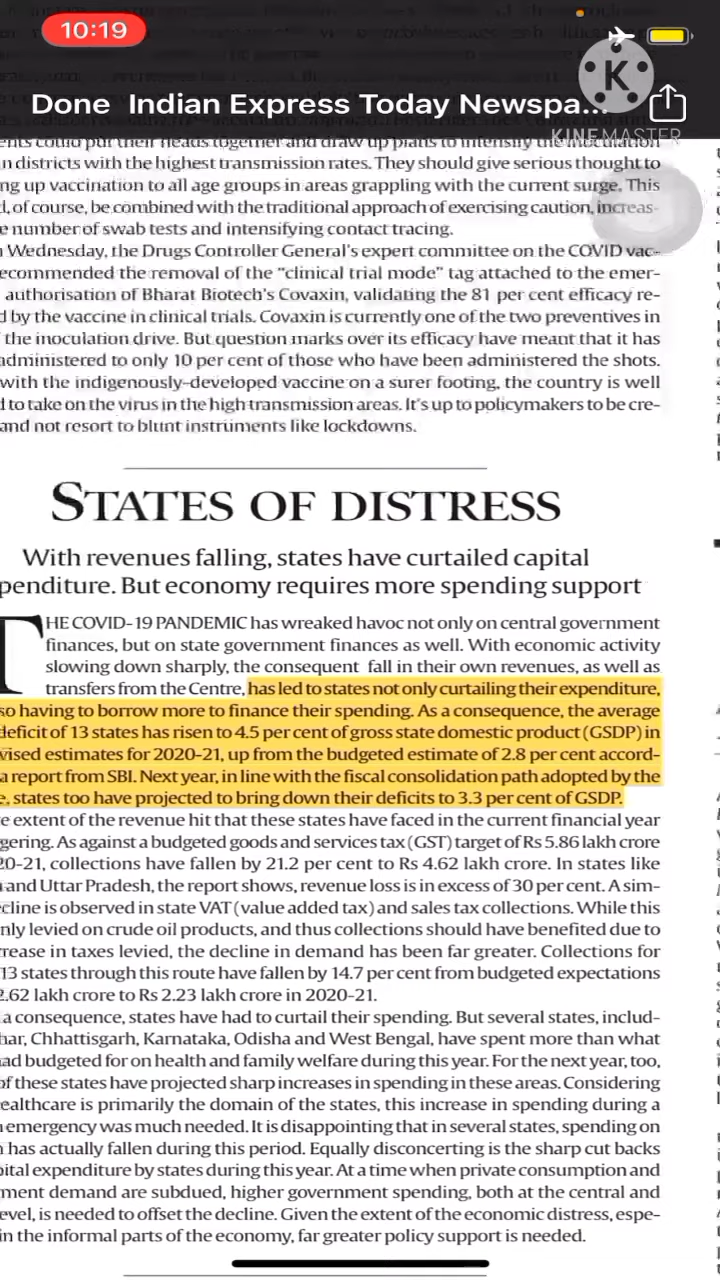 10:19
Done Indian Express Today Newspa...
K
KINEMASTER
ents could put their heads together and draw up plans to intensify the inoculation
n districts with the highest transmission rates. They should give serious thought to
ng up vaccination to all age groups in areas grappling with the current surge. This
d, of course, be combined with the traditional approach of exercising caution, increas-
e number of swab tests and intensifying contact tracing.
n Wednesday, the Drugs Controller General's expert committee on the COVID vac-
ecommended the removal of the "clinical trial mode" tag attached to the emer-
authorisation of Bharat Biotech's Covaxin, validating the 81 per cent efficacy re-
d by the vaccine in clinical trials. Covaxin is currently one of the two preventives in
the inoculation drive. But question marks over its efficacy have meant that it has
administered to only 10 per cent of those who have been administered the shots.
with the indigenously-developed vaccine on a surer footing, the country is well
d to take on the virus in the high transmission areas. It's up to policymakers to be cre-
and not resort to blunt instruments like lockdowns.
STATES OF DISTRESS
With revenues falling, states have curtailed capital
penditure. But economy requires more spending support
THE COVID-19 PANDEMIC has wreaked havoc not only on central government
finances, but on state government finances as well. With economic activity
slowing down sharply, the consequent fall in their own revenues, as well as
transfers from the Centre, has led to states not only curtailing their expenditure,
so having to borrow more to finance their spending. As a consequence, the average
deficit of 13 states has risen to 4.5 per cent of gross state domestic product (GSDP) in
vised estimates for 2020-21, up from the budgeted estimate of 2.8 per cent accord-
a report from SBI. Next year, in line with the fiscal consolidation path adopted by the
e, states too have projected to bring down their deficits to 3.3 per cent of GSDP.
e extent of the revenue hit that these states have faced in the current financial year
ggering. As against a budgeted goods and services tax (GST) target of Rs 5.86 lakh crore
20-21, collections have fallen by 21.2 per cent to Rs 4.62 lakh crore. In states like
and Uttar Pradesh, the report shows, revenue loss is in excess of 30 per cent. A sim-
ecline is observed in state VAT (value added tax) and sales tax collections. While this
nly levied on crude oil products, and thus collections should have benefited due to
rease in taxes levied, the decline in demand has been far greater. Collections for
13 states through this route have fallen by 14.7 per cent from budgeted expectations
2.62 lakh crore to Rs 2.23 lakh crore in 2020-21.
a consequence, states have had to curtail their spending. But several states, includ-
har, Chhattisgarh, Karnataka, Odisha and West Bengal, have spent more than what
had budgeted for on health and family welfare during this year. For the next year, too,
of these states have projected sharp increases in spending in these areas. Considering
ealthcare is primarily the domain of the states, this increase in spending during a
emergency was much needed. It is disappointing that in several states, spending on
has actually fallen during this period. Equally disconcerting is the sharp cut backs
pital expenditure by states during this year. At a time when private consumption and
ment demand are subdued, higher government spending, both at the central and
evel, is needed to offset the decline. Given the extent of the economic distress, espe-
in the informal parts of the economy, far greater policy support is needed.